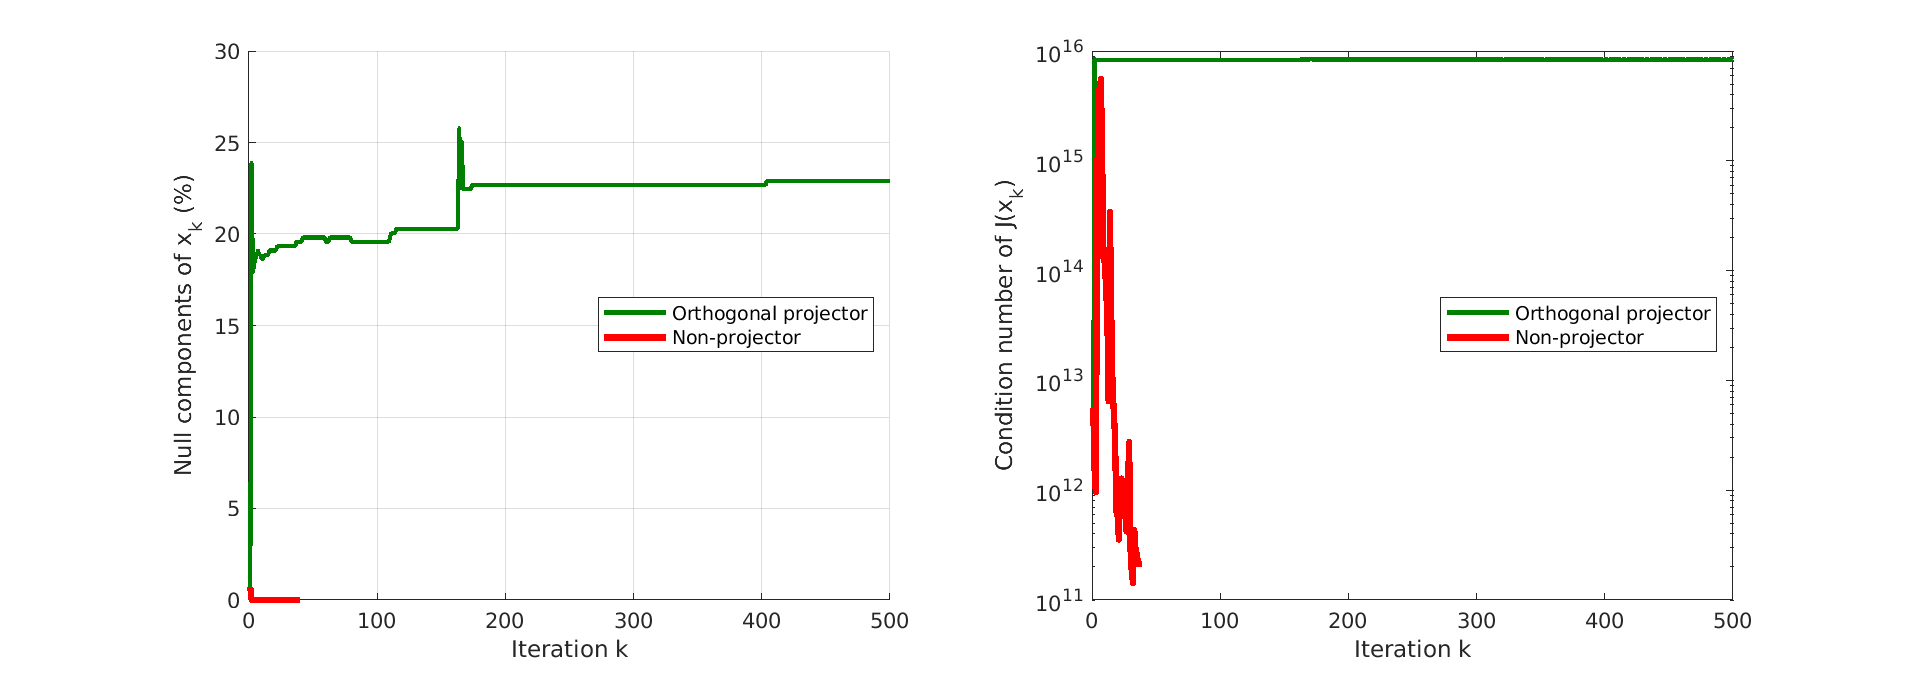 30
25
20
15
10
5
0
0 100 200 300 400 500
Null components of x_k (%)
Iteration k
Orthogonal projector
Non-projector
10^16
10^15
10^14
10^13
10^12
10^11
0 100 200 300 400 500
Condition number of J(x_k)
Iteration k
Orthogonal projector
Non-projector